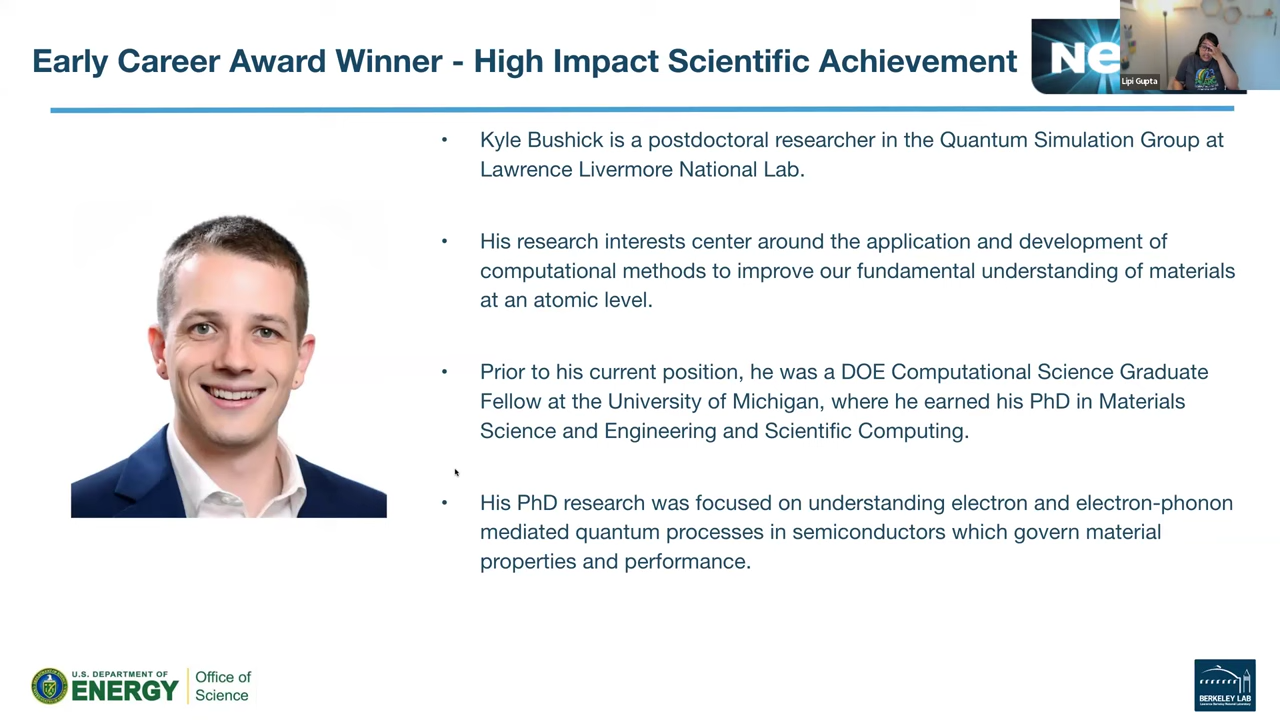 Early Career Award Winner - High Impact Scientific Achievement
Ne
Lipi Gupta
• Kyle Bushick is a postdoctoral researcher in the Quantum Simulation Group at
Lawrence Livermore National Lab.
• His research interests center around the application and development of
computational methods to improve our fundamental understanding of materials
at an atomic level.
• Prior to his current position, he was a DOE Computational Science Graduate
Fellow at the University of Michigan, where he earned his PhD in Materials
Science and Engineering and Scientific Computing.
• His PhD research was focused on understanding electron and electron-phonon
mediated quantum processes in semiconductors which govern material
properties and performance.
U.S. DEPARTMENT OF
ENERGY
Office of
Science
BERKELEY LAB
Lawrence Berkeley National Laboratory